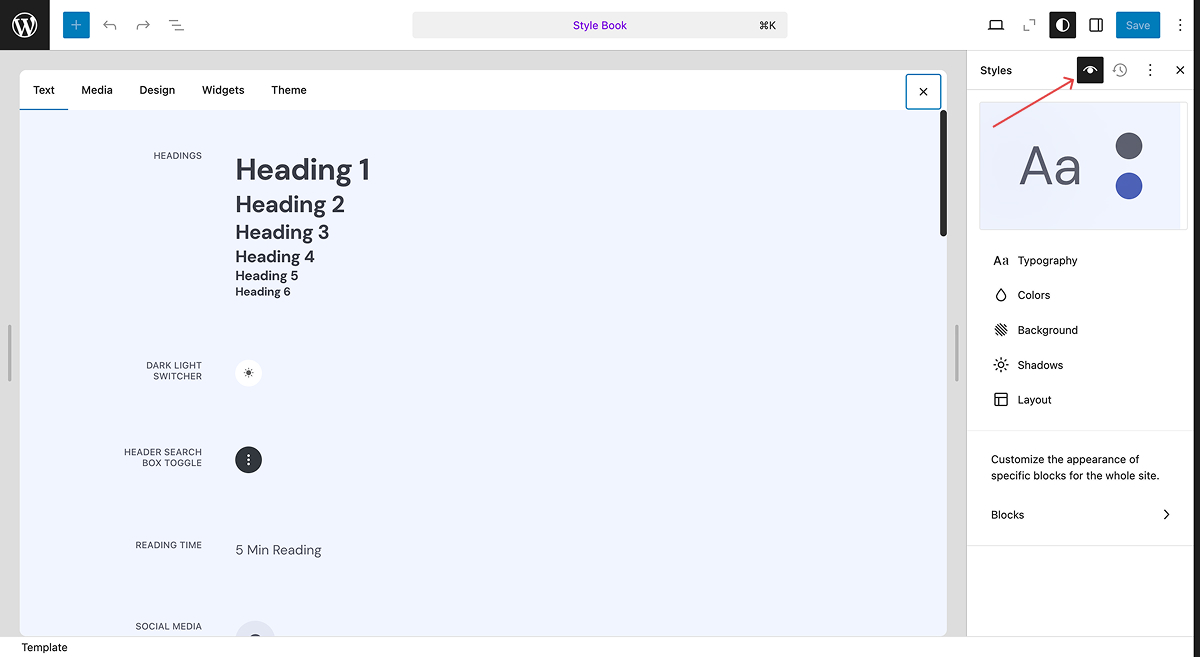 Style Book
⌘K
Save
Text
Media
Design
Widgets
Theme
Styles
HEADINGS
Heading 1
Heading 2
Heading 3
Heading 4
Heading 5
Heading 6
Aa
Aa Typography
Colors
Background
Shadows
Layout
DARK LIGHT
SWITCHER
HEADER SEARCH
BOX TOGGLE
Customize the appearance of
specific blocks for the whole site.
Blocks
READING TIME
5 Min Reading
SOCIAL MEDIA
Template